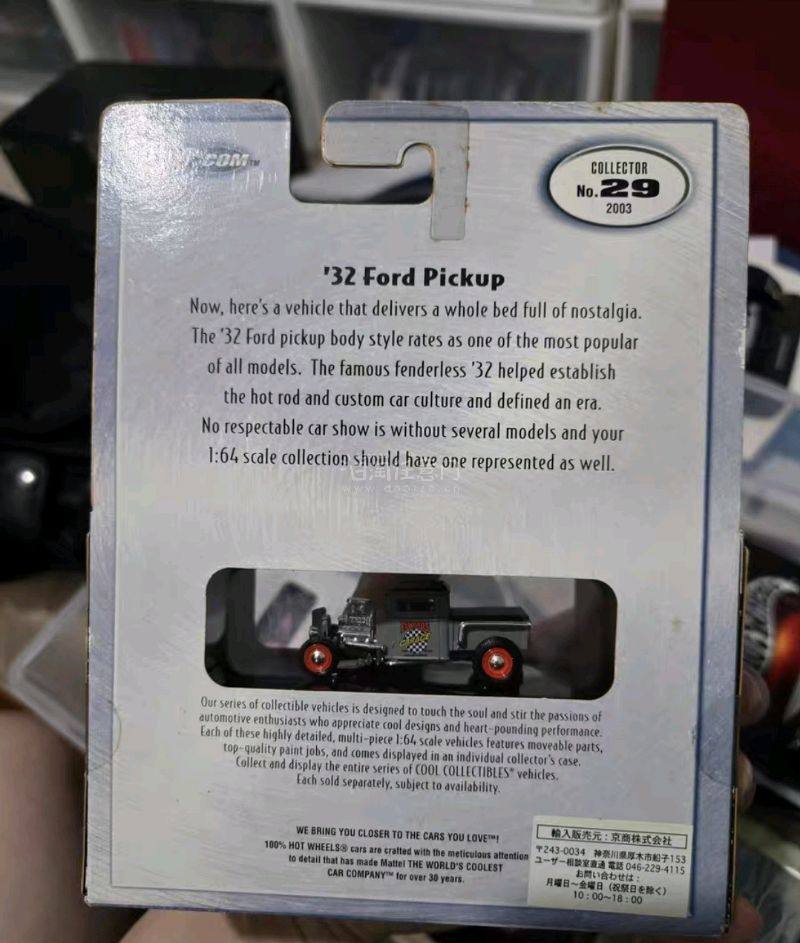 .COM™
COLLECTOR
No. 29
2003
'32 Ford Pickup
Now, here's a vehicle that delivers a whole bed full of nostalgia.
The '32 Ford pickup body style rates as one of the most popular
of all models. The famous fenderless '32 helped establish
the hot rod and custom car culture and defined an era.
No respectable car show is without several models and your
1:64 scale collection should have one represented as well.
GARAGE
Our series of collectible vehicles is designed to touch the soul and stir the passions of
automotive enthusiasts who appreciate cool designs and heart-pounding performance.
Each of these highly detailed, multi-piece 1:64 scale vehicles features moveable parts,
top-quality paint jobs, and comes displayed in an individual collector's case.
Collect and display the entire series of COOL COLLECTIBLES® vehicles.
Each sold separately, subject to availability.
WE BRING YOU CLOSER TO THE CARS YOU LOVE™!
100% HOT WHEELS® cars are crafted with the meticulous attention
to detail that has made Mattel THE WORLD'S COOLEST
CAR COMPANY™ for over 30 years.
輸入販売元：京商株式会社
〒243-0034 神奈川県厚木市船子153
ユーザー相談室直通 電話 046-229-4115
お問い合わせは：
月曜日～金曜日（祝祭日を除く）
10：00～18：00